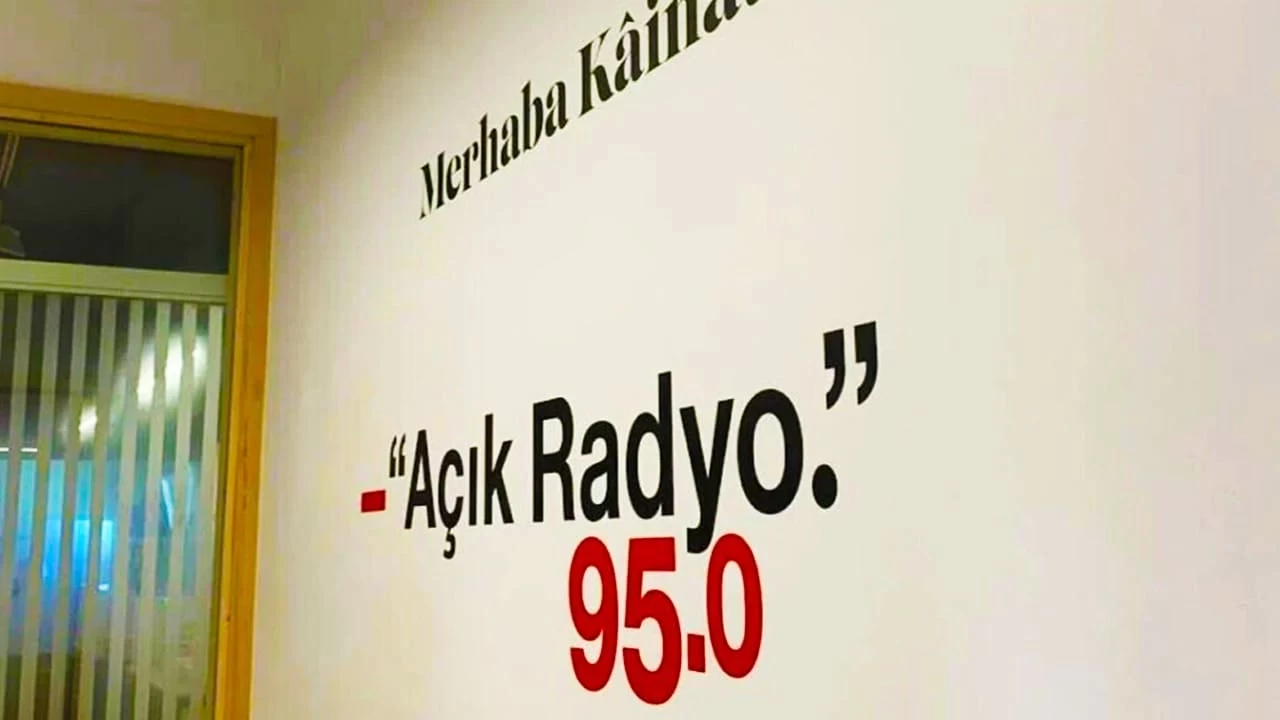 Merhaba
-“Açık Radyo.”
95.0